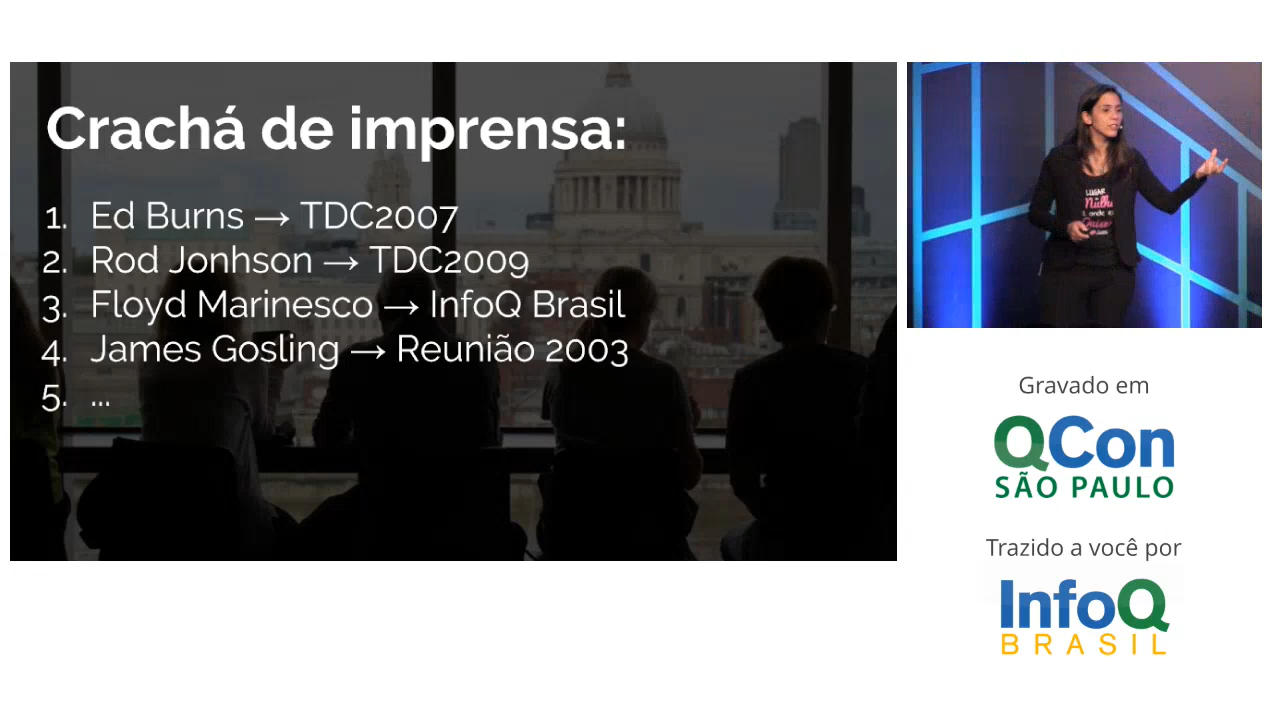 Crachá de imprensa:
1. Ed Burns → TDC2007
2. Rod Jonhson → TDC2009
3. Floyd Marinesco → InfoQ Brasil
4. James Gosling → Reunião 2003
5. ...
LUGAR
Gravado em
QCon
SÃO PAULO
Trazido a você por
InfoQ
BRASIL